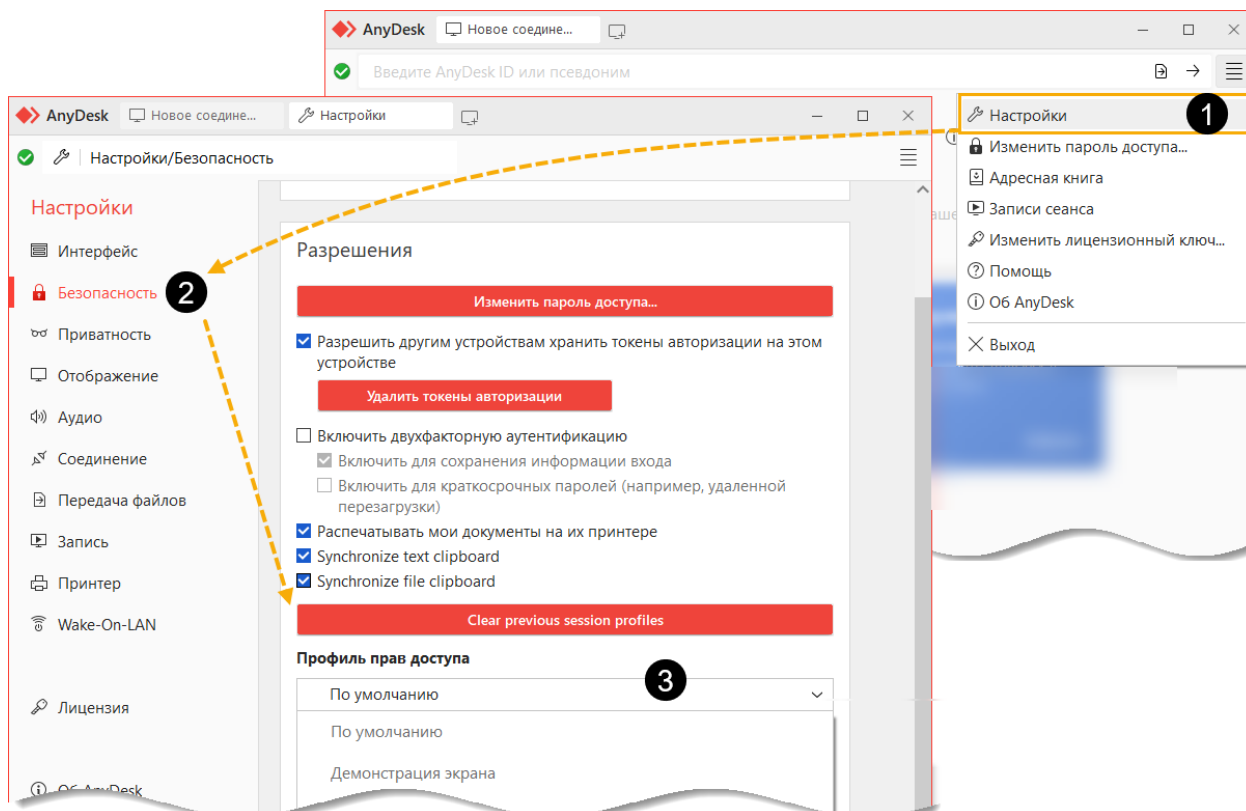 AnyDesk
Новое соедине...
Введите AnyDesk ID или псевдоним
Настройки
1
Изменить пароль доступа...
Адресная книга
Записи сеанса
Изменить лицензионный ключ...
Помощь
Об AnyDesk
Выход
AnyDesk
Новое соедине...
Настройки
Настройки/Безопасность
Настройки
Интерфейс
Безопасность
2
Приватность
Отображение
Аудио
Соединение
Передача файлов
Запись
Принтер
Wake-On-LAN
Лицензия
Об AnyDesk
Разрешения
Изменить пароль доступа...
Разрешить другим устройствам хранить токены авторизации на этом
устройстве
Удалить токены авторизации
Включить двухфакторную аутентификацию
Включить для сохранения информации входа
Включить для краткосрочных паролей (например, удаленной
перезагрузки)
Распечатывать мои документы на их принтере
Synchronize text clipboard
Synchronize file clipboard
Clear previous session profiles
Профиль прав доступа
3
По умолчанию
По умолчанию
Демонстрация экрана